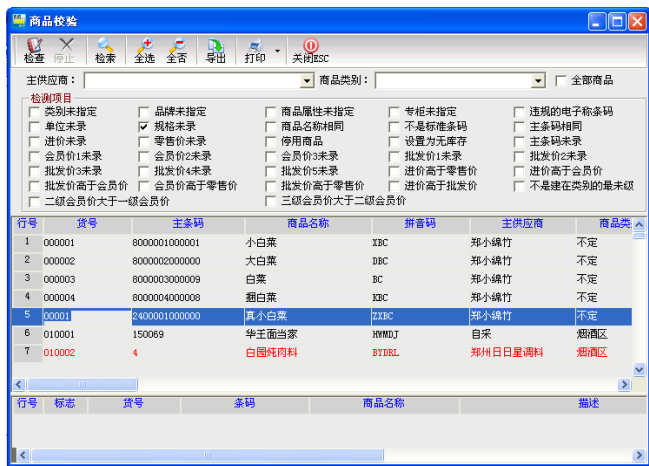 商品校验
检查 停止 检索 全选 全否 导出 打印 关闭ESC
主供应商： 商品类别： 全部商品
检测项目
类别未指定 品牌未指定 商品属性未指定 专柜未指定 违规的电子称条码
单位未录 规格未录 商品名称相同 不是标准条码 主条码相同
进价未录 零售价未录 停用商品 设置为无库存 主条码未录
会员价1未录 会员价2未录 会员价3未录 批发价1未录 批发价2未录
批发价3未录 批发价4未录 批发价5未录 进价高于零售价 进价高于会员价
批发价高于会员价 会员价高于零售价 批发价高于零售价 进价高于批发价 不是建在类别的最末级
二级会员价大于一级会员价 三级会员价大于二级会员价
行号 货号 主条码 商品名称 拼音码 主供应商 商品类
1 000001 8000001000001 小白菜 XBC 郑小綿竹 不定
2 000002 8000002000000 大白菜 DBC 郑小綿竹 不定
3 000003 8000003000009 白菜 BC 郑小綿竹 不定
4 000004 8000004000008 捆白菜 KBC 郑小綿竹 不定
5 00001 2400001000000 真小白菜 ZXBC 郑小綿竹 不定
6 010001 150069 华王面当家 HWMDJ 自采 烟酒区
7 010002 4 白园炖肉料 BYDRL 郑州日日星调料 烟酒区
行号 标志 货号 条码 商品名称 描述